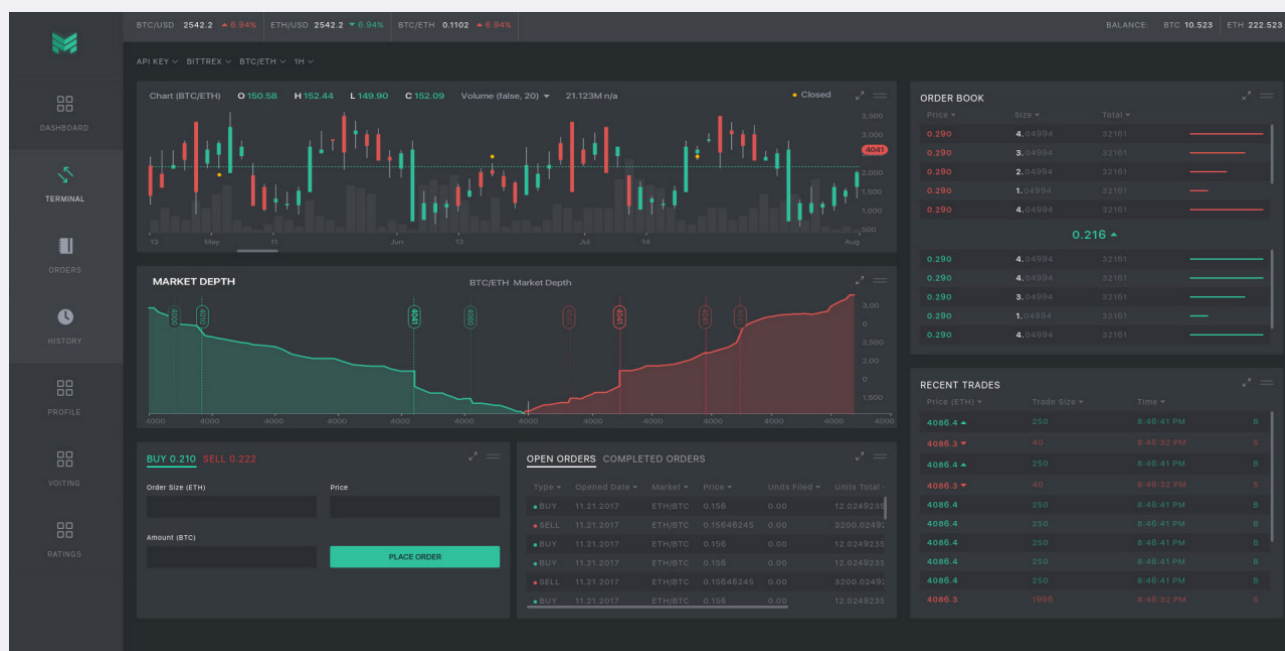 BTC/USD 2542.2 6.94% ETH/USD 2542.2 6.94% BTC/ETH 0.1102 6.94% BALANCE: BTC 10.523 ETH 222.523
API KEY BITTREX BTC/ETH 1H
DASHBOARD
TERMINAL
ORDERS
HISTORY
PROFILE
VOITING
RATINGS
Chart (BTC/ETH) O 150.58 H 152.44 L 149.90 C 152.09 Volume (false, 20) 21.123M n/a Closed
3,500
3,000
4041
2,000
1,500
1,000
500
13 May 11 Jun 13 Jul 14 Aug
MARKET DEPTH BTC/ETH Market Depth
4000 4010 4041 4041 4041
3,00
0
2,500
2,00
0
1,500
4000 4000 4000 4000 4000 4000 4000 4000 4000 4000 4000 4000 4000 4000 4000
BUY 0.210 SELL 0.222
Order Size (ETH) Price
Amount (BTC)
PLACE ORDER
OPEN ORDERS COMPLETED ORDERS
Type Opened Date Market Price Units Filed Units Total
BUY 11.21.2017 ETH/BTC 0.156 0.00 12.0249235
SELL 11.21.2017 ETH/BTC 0.15646245 0.00 3200.0249
BUY 11.21.2017 ETH/BTC 0.156 0.00 12.0249235
BUY 11.21.2017 ETH/BTC 0.156 0.00 12.0249235
SELL 11.21.2017 ETH/BTC 0.15646245 0.00 3200.0249
BUY 11.21.2017 ETH/BTC 0.156 0.00 12.0249235
ORDER BOOK
Price Size Total
0.290 4.04994 32161
0.290 3.04994 32161
0.290 2.04994 32161
0.290 1.04994 32161
0.290 4.04994 32161
0.216
0.290 4.04994 32161
0.290 4.04994 32161
0.290 3.04994 32161
0.290 1.04994 32161
0.290 4.04994 32161
RECENT TRADES
Price (ETH) Trade Size Time
4086.4 250 8:46:41 PM B
4086.3 40 8:46:32 PM S
4086.4 250 8:46:41 PM B
4086.3 40 8:46:32 PM S
4086.4 250 8:46:41 PM B
4086.4 250 8:46:41 PM B
4086.4 250 8:46:41 PM B
4086.4 250 8:46:41 PM B
4086.4 250 8:46:41 PM B
4086.3 1996 8:46:32 PM S